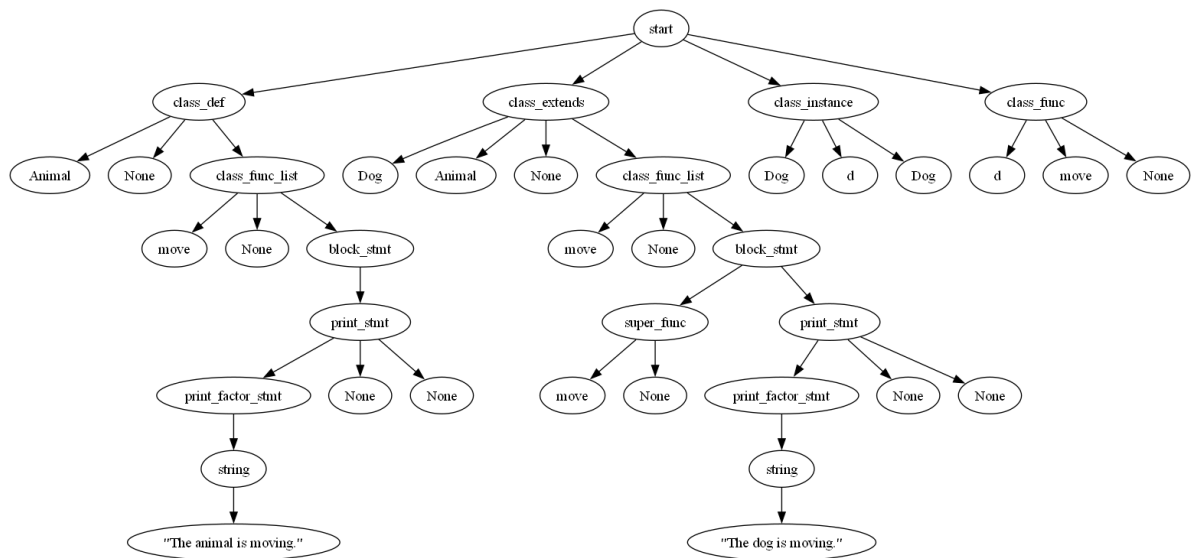 start
class_def
class_extends
class_instance
class_func
Animal
None
class_func_list
Dog
Animal
None
class_func_list
Dog
d
Dog
d
move
None
move
None
block_stmt
move
None
block_stmt
print_stmt
super_func
print_stmt
print_factor_stmt
None
None
move
None
print_factor_stmt
None
None
string
string
"The animal is moving."
"The dog is moving."